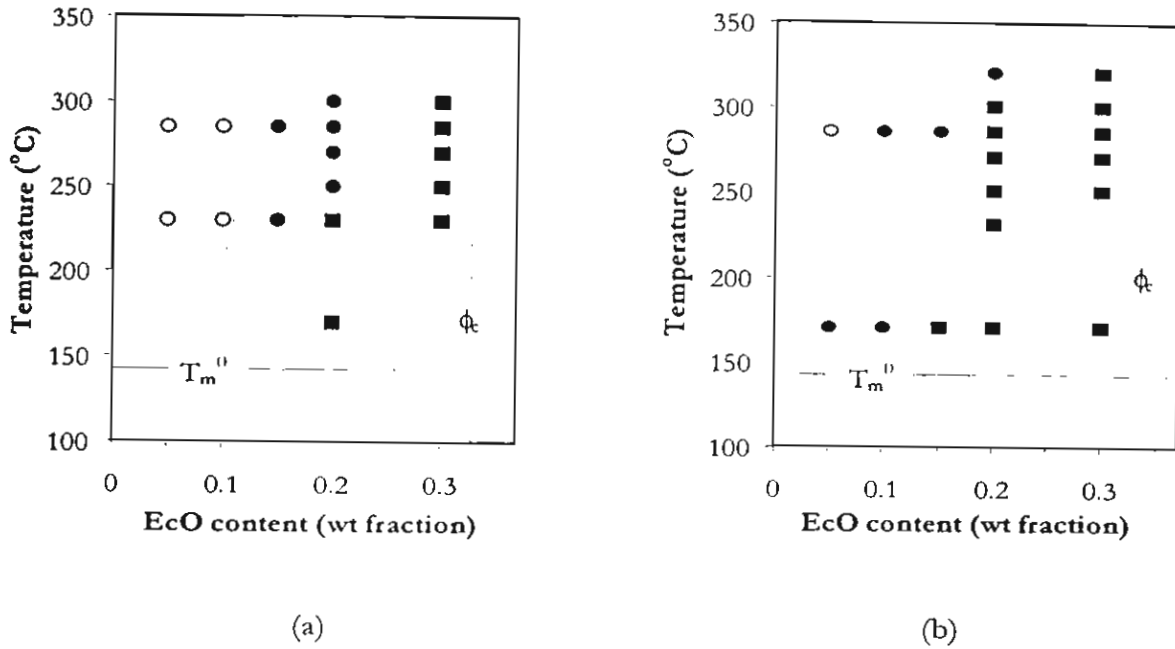 350
300
250
200
150
100
Temperature (°C)
ϕc
Tm⁰
0
0.1
0.2
0.3
EcO content (wt fraction)
(a)
350
300
250
200
150
100
Temperature (°C)
ϕc
Tm⁰
0
0.1
0.2
0.3
EcO content (wt fraction)
(b)